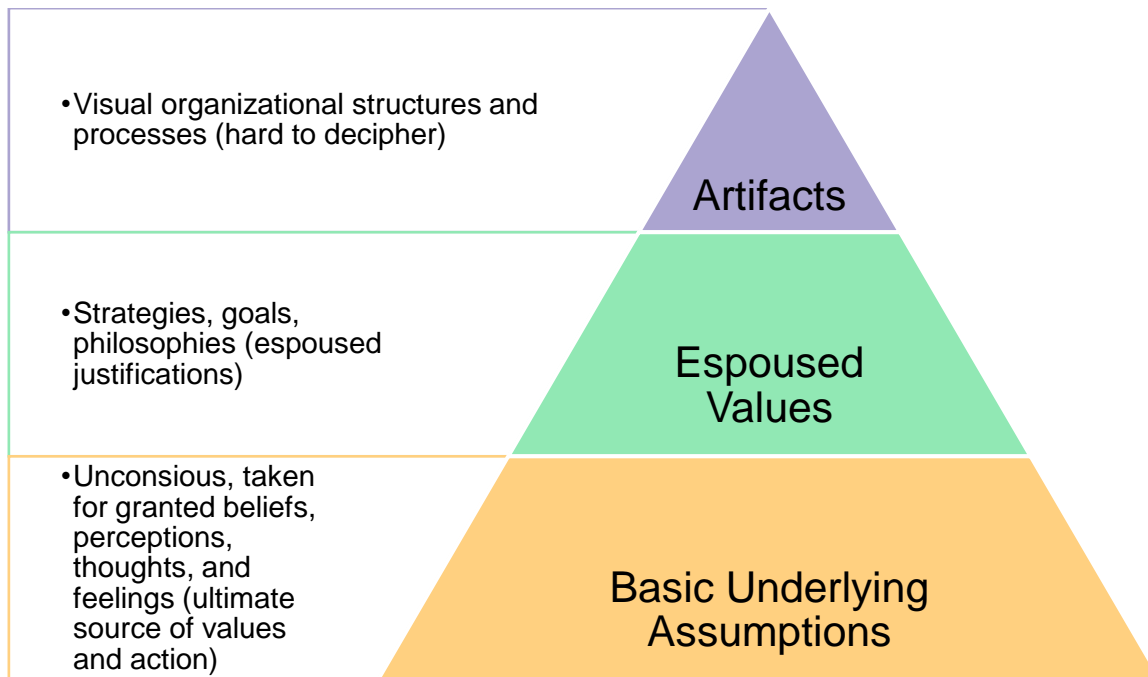 •Visual organizational structures and
processes (hard to decipher)
Artifacts
•Strategies, goals,
philosophies (espoused
justifications)
Espoused
Values
•Unconsious, taken
for granted beliefs,
perceptions,
thoughts, and
feelings (ultimate
source of values
and action)
Basic Underlying
Assumptions